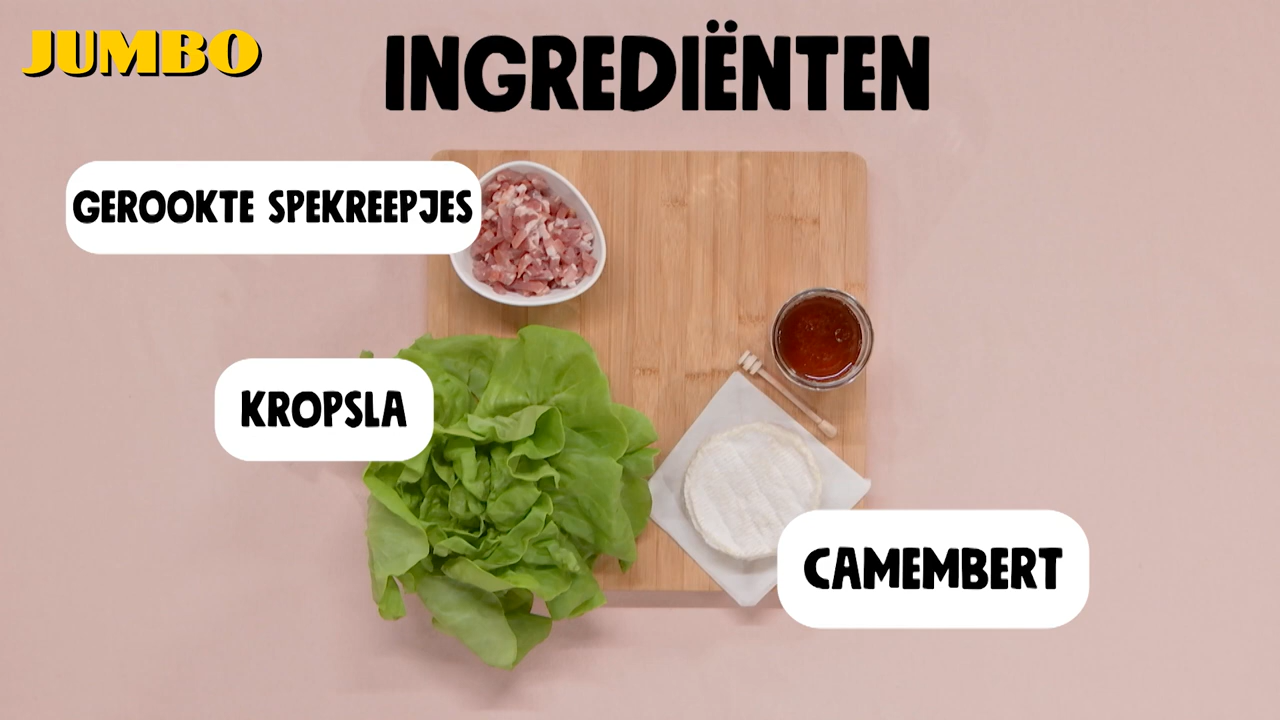 JUMBO
INGREDIËNTEN
GEROOKTE SPEKREEPJES
KROPSLA
CAMEMBERT